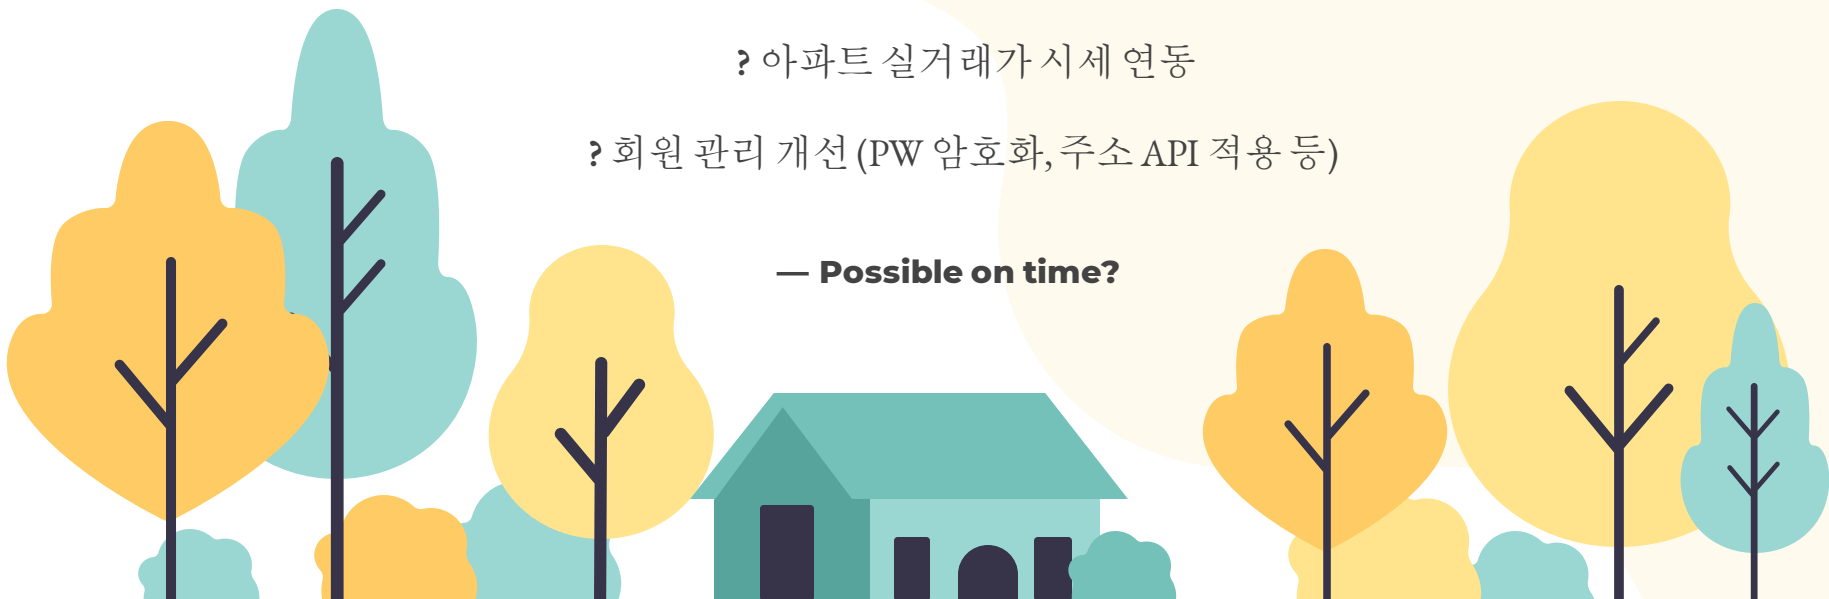 ? 아파트 실거래가 시세 연동
? 회원 관리 개선 (PW 암호화, 주소 API 적용 등)
— Possible on time?